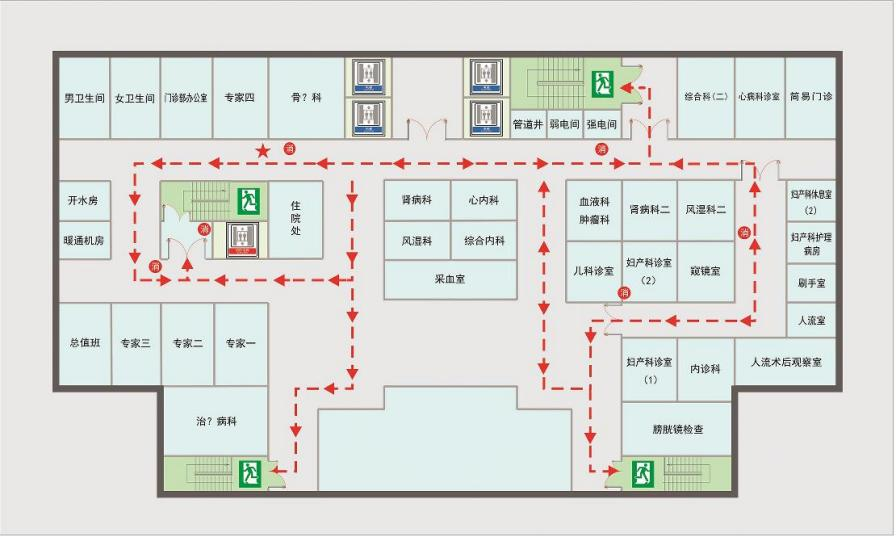 男卫生间
女卫生间
门诊部办公室
专家四
骨？科
管道井
弱电间
强电间
综合科(二)
心病科诊室
简易门诊
消
消
开水房
暖通机房
住
院
处
消
消
肾病科
心内科
风湿科
综合内科
采血室
血液科
肿瘤科
肾病科二
风湿科二
儿科诊室
妇产科诊室
(2)
窥镜室
消
消
妇产科休息室
(2)
妇产科护理
病房
刷手室
人流室
总值班
专家三
专家二
专家一
妇产科诊室
(1)
内诊科
人流术后观察室
治？病科
膀胱镜检查